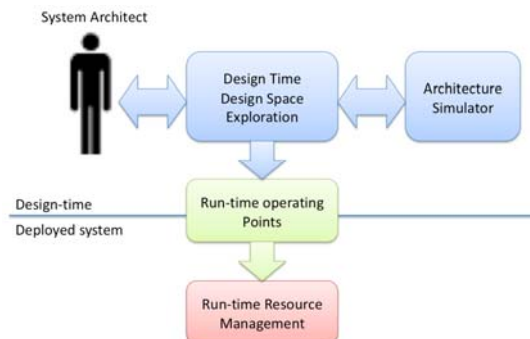 System Architect
Design Time
Design Space
Exploration
Architecture
Simulator
Design-time
Run-time operating
Points
Deployed system
Run-time Resource
Management